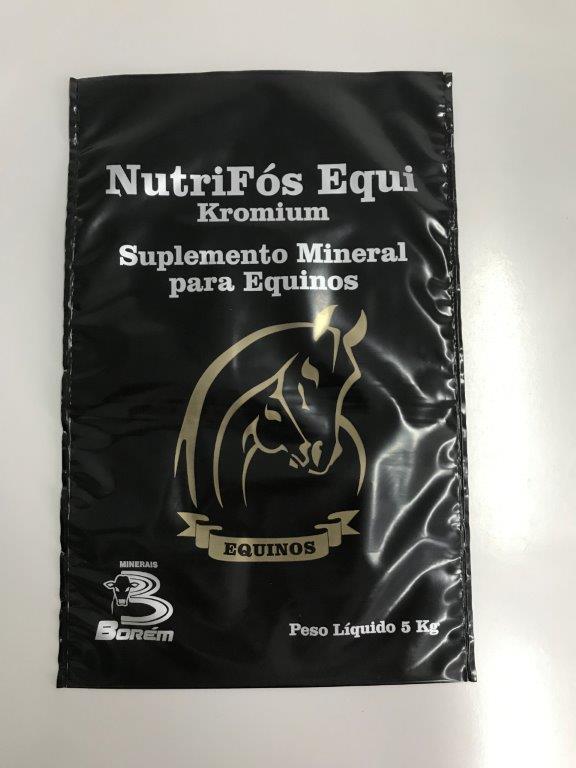 NutriFós Equi
Kromium
Suplemento Mineral
para Equinos
EQUINOS
MINERAIS
BORÉM
Peso Líquido 5 Kg